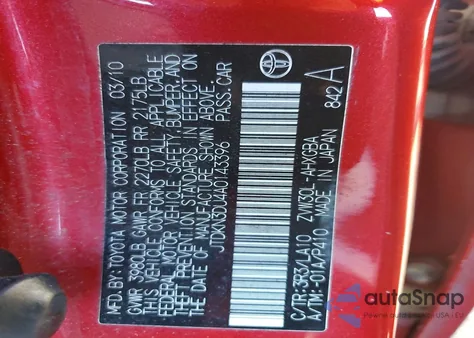 MFD.BY:TOYOTA MOTOR CORPORATION 03/10
GVWR 3980LB GAWR FR 2270LB RR 2175LB
THIS VEHICLE CONFORMS TO ALL APPLICABLE
FEDERAL MOTOR VEHICLE SAFETY,BUMPER,AND
THEFT PREVENTION STANDARDS IN EFFECT ON
THE DATE OF MANUFACTURE SHOWN ABOVE.
JTDKN3DU4A0143396 PASS.CAR
C/TR:3R3/LA10 ZVW30L-AHXGBA
A/TM:-01A/P410 MADE IN JAPAN
842 A
autoSnap